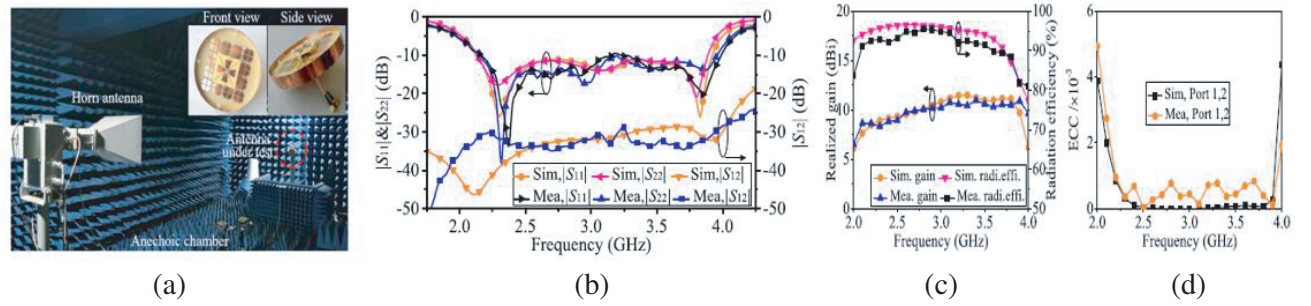 Front view
Side view
Horn antenna
Antenna
under test
Anechoic chamber
(a)
|S11|&|S22| (dB)
0
-10
-20
-30
-40
-50
Sim,|S11|
Sim,|S22|
Sim,|S12|
Mea,|S11|
Mea,|S22|
Mea,|S12|
2.0
2.5
3.0
3.5
4.0
Frequency (GHz)
0
-10
-20
-30
-40
-50
|S12| (dB)
(b)
Realized gain (dBi)
20
15
10
5
0
Sim. gain
Sim. radi.effi.
Mea. gain
Mea. radi.effi.
2.0
2.5
3.0
3.5
4.0
Frequency (GHz)
100
90
80
70
60
50
Radiation efficiency (%)
(c)
ECC /×10-3
6
4
2
0
Sim, Port 1,2
Mea, Port 1,2
2.0
2.5
3.0
3.5
4.0
Frequency (GHz)
(d)